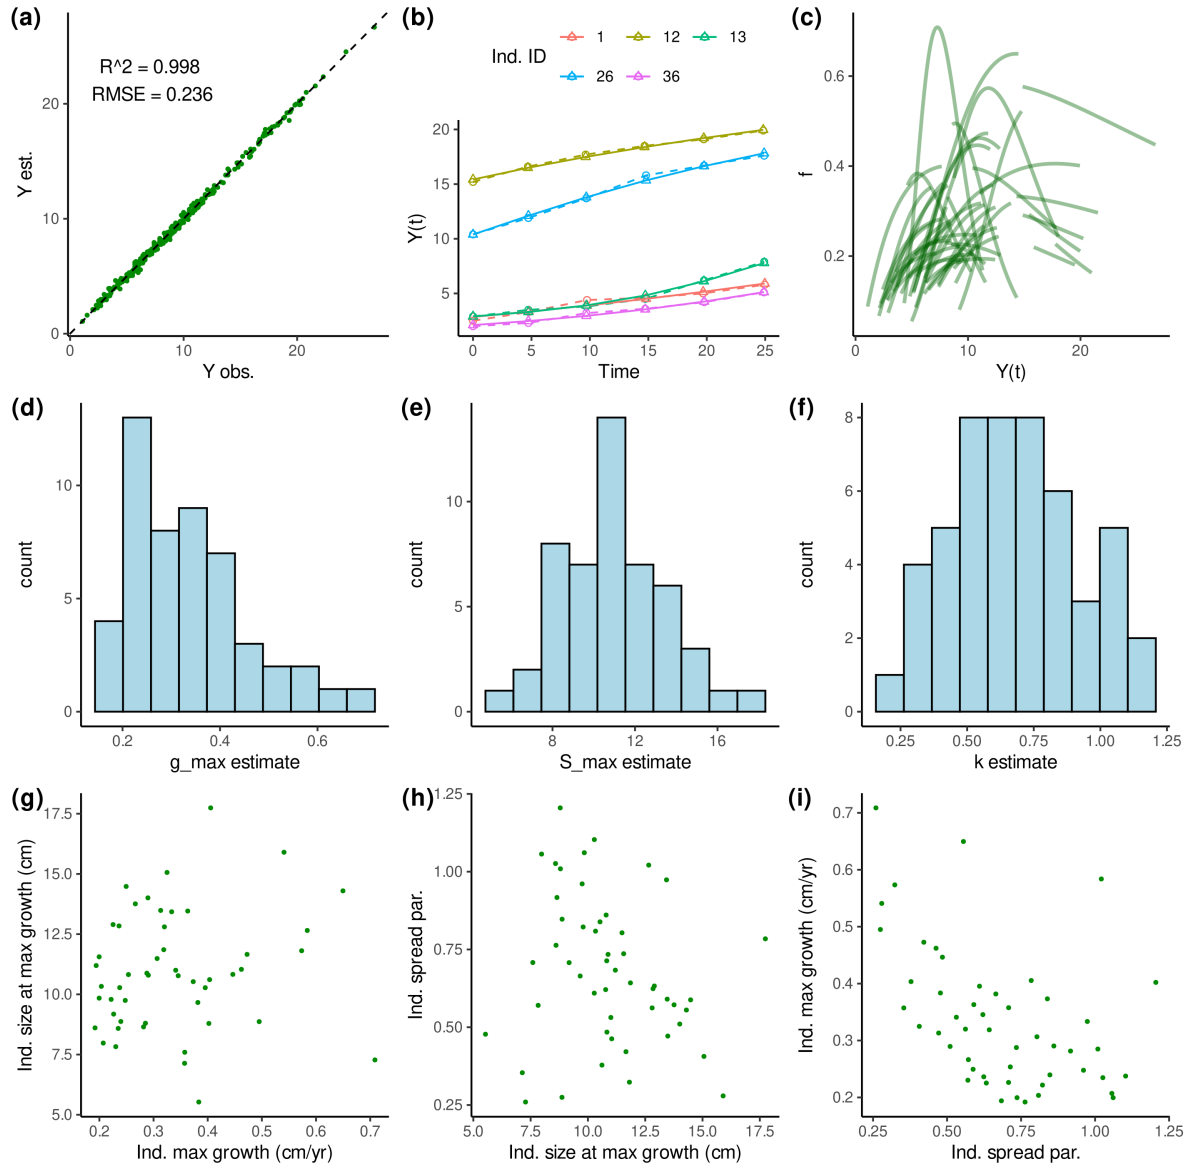 (a)
R^2 = 0.998
RMSE = 0.236
Y est.
20
10
0
0 10 20
Y obs.
(b)
Ind. ID
1 12 13
26 36
Y(t)
20
15
10
5
0 5 10 15 20 25
Time
(c)
f
0.6
0.4
0.2
0 10 20
Y(t)
(d)
count
10
5
0
0.2 0.4 0.6
g_max estimate
(e)
count
10
5
0
8 12 16
S_max estimate
(f)
count
8
6
4
2
0
0.25 0.50 0.75 1.00 1.25
k estimate
(g)
Ind. size at max growth (cm)
17.5
15.0
12.5
10.0
7.5
5.0
0.2 0.3 0.4 0.5 0.6 0.7
Ind. max growth (cm/yr)
(h)
Ind. spread par.
1.25
1.00
0.75
0.50
0.25
5.0 7.5 10.0 12.5 15.0 17.5
Ind. size at max growth (cm)
(i)
Ind. max growth (cm/yr)
0.7
0.6
0.5
0.4
0.3
0.2
0.25 0.50 0.75 1.00 1.25
Ind. spread par.